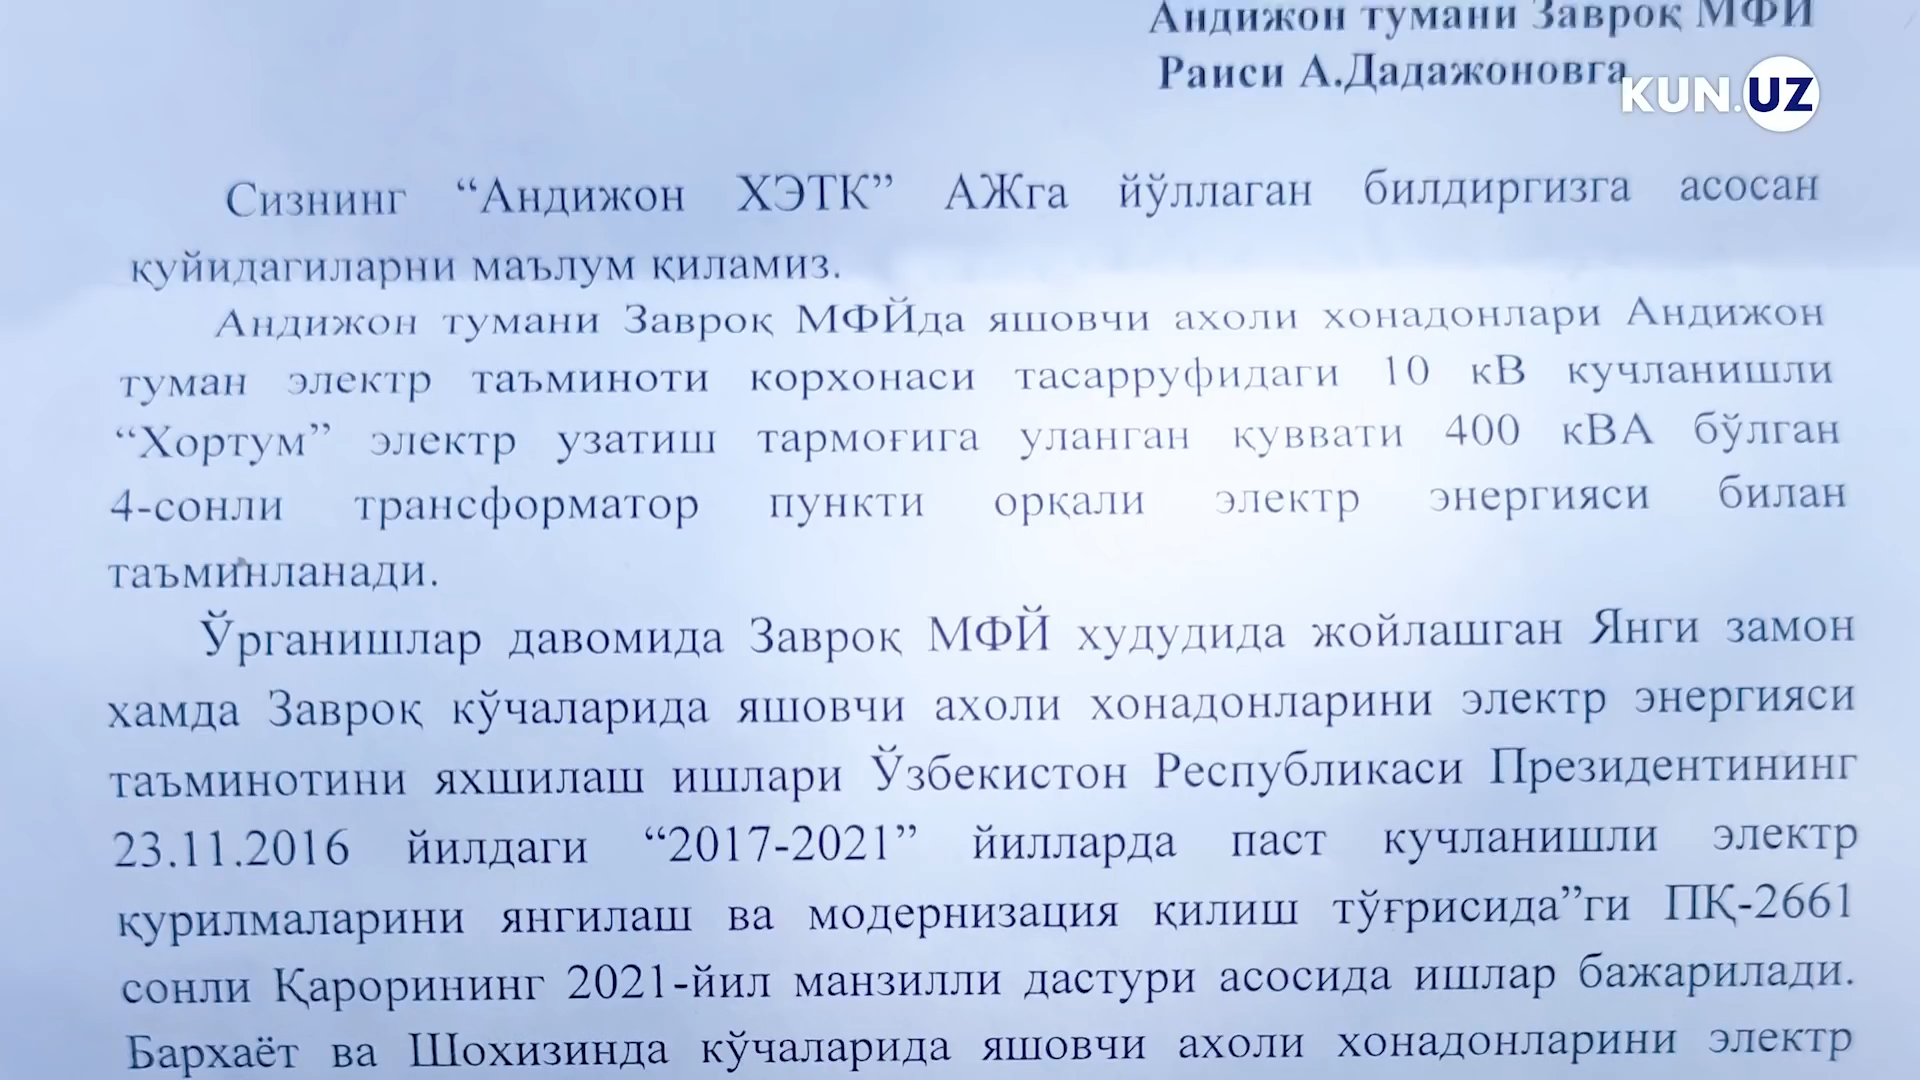 Андижон тумани Завроқ МФЙ
Раиси А.Дадажоновга
KUN.UZ
Сизнинг “Андижон ХЭТК” АЖга йўллаган билдиргизга асосан
қуйидагиларни маълум қиламиз.
Андижон тумани Завроқ МФЙда яшовчи ахоли хонадонлари Андижон
туман электр таъминоти корхонаси тасарруфидаги 10 кВ кучланишли
“Хортум” электр узатиш тармоғига уланган қуввати 400 кВА бўлган
4-сонли трансформатор пункти орқали электр энергияси билан
таъминланади.
Ўрганишлар давомида Завроқ МФЙ худудида жойлашган Янги замон
хамда Завроқ кўчаларида яшовчи ахоли хонадонларини электр энергияси
таъминотини яхшилаш ишлари Ўзбекистон Республикаси Президентининг
23.11.2016 йилдаги “2017-2021” йилларда паст кучланишли электр
қурилмаларини янгилаш ва модернизация қилиш тўғрисида”ги ПҚ-2661
сонли Қарорининг 2021-йил манзилли дастури асосида ишлар бажарилади.
Бархаёт ва Шохизинда кўчаларида яшовчи ахоли хонадонларини электр